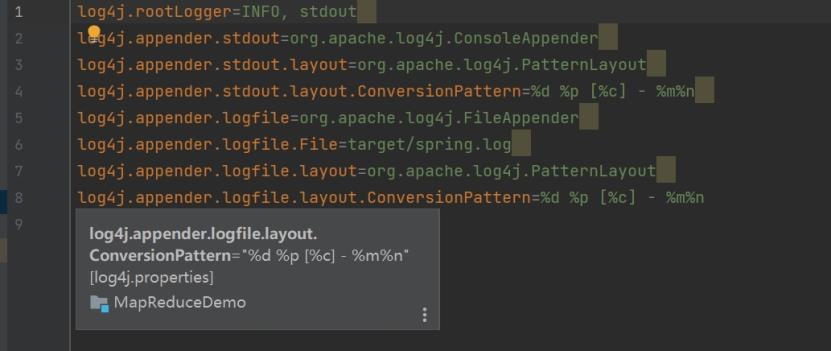 1 log4j.rootLogger=INFO, stdout
2 log4j.appender.stdout=org.apache.log4j.ConsoleAppender
3 log4j.appender.stdout.layout=org.apache.log4j.PatternLayout
4 log4j.appender.stdout.layout.ConversionPattern=%d %p [%c] - %m%n
5 log4j.appender.logfile=org.apache.log4j.FileAppender
6 log4j.appender.logfile.File=target/spring.log
7 log4j.appender.logfile.layout=org.apache.log4j.PatternLayout
8 log4j.appender.logfile.layout.ConversionPattern=%d %p [%c] - %m%n
9
log4j.appender.logfile.layout.
ConversionPattern="%d %p [%c] - %m%n"
[log4j.properties]
MapReduceDemo